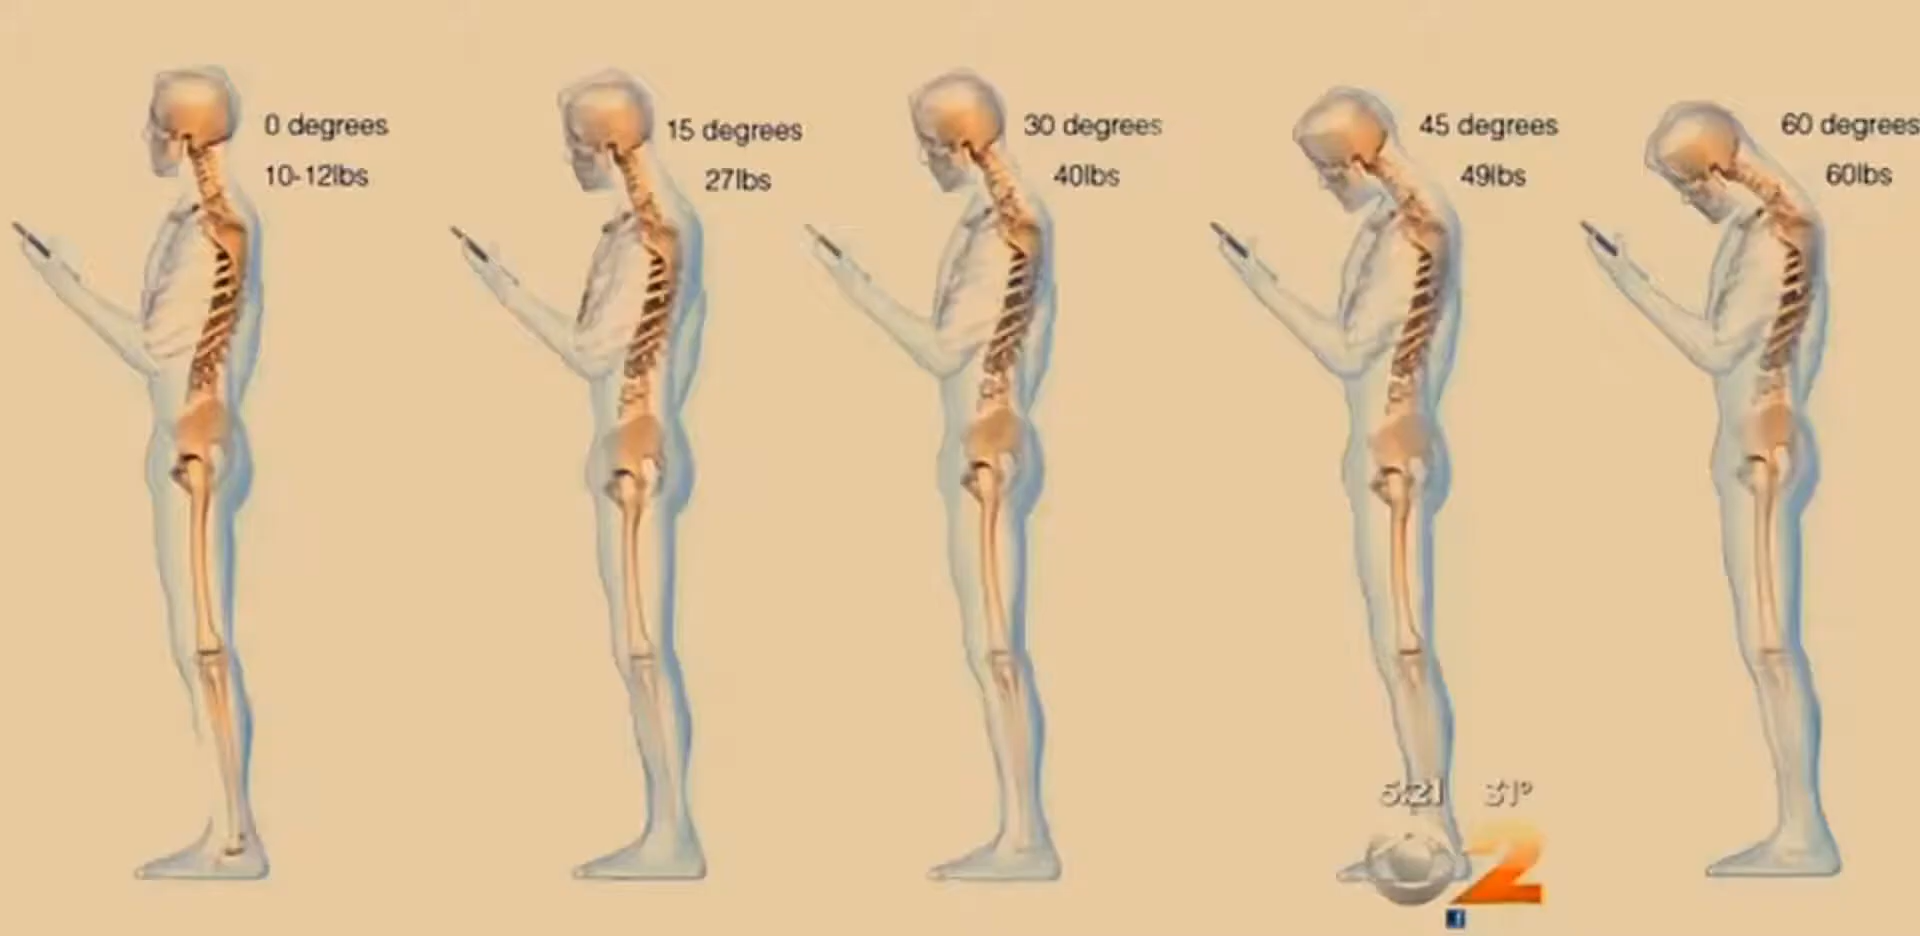 0 degrees
10-12lbs
15 degrees
27lbs
30 degrees
40lbs
45 degrees
49lbs
60 degrees
60lbs
5:21 31°
2
f